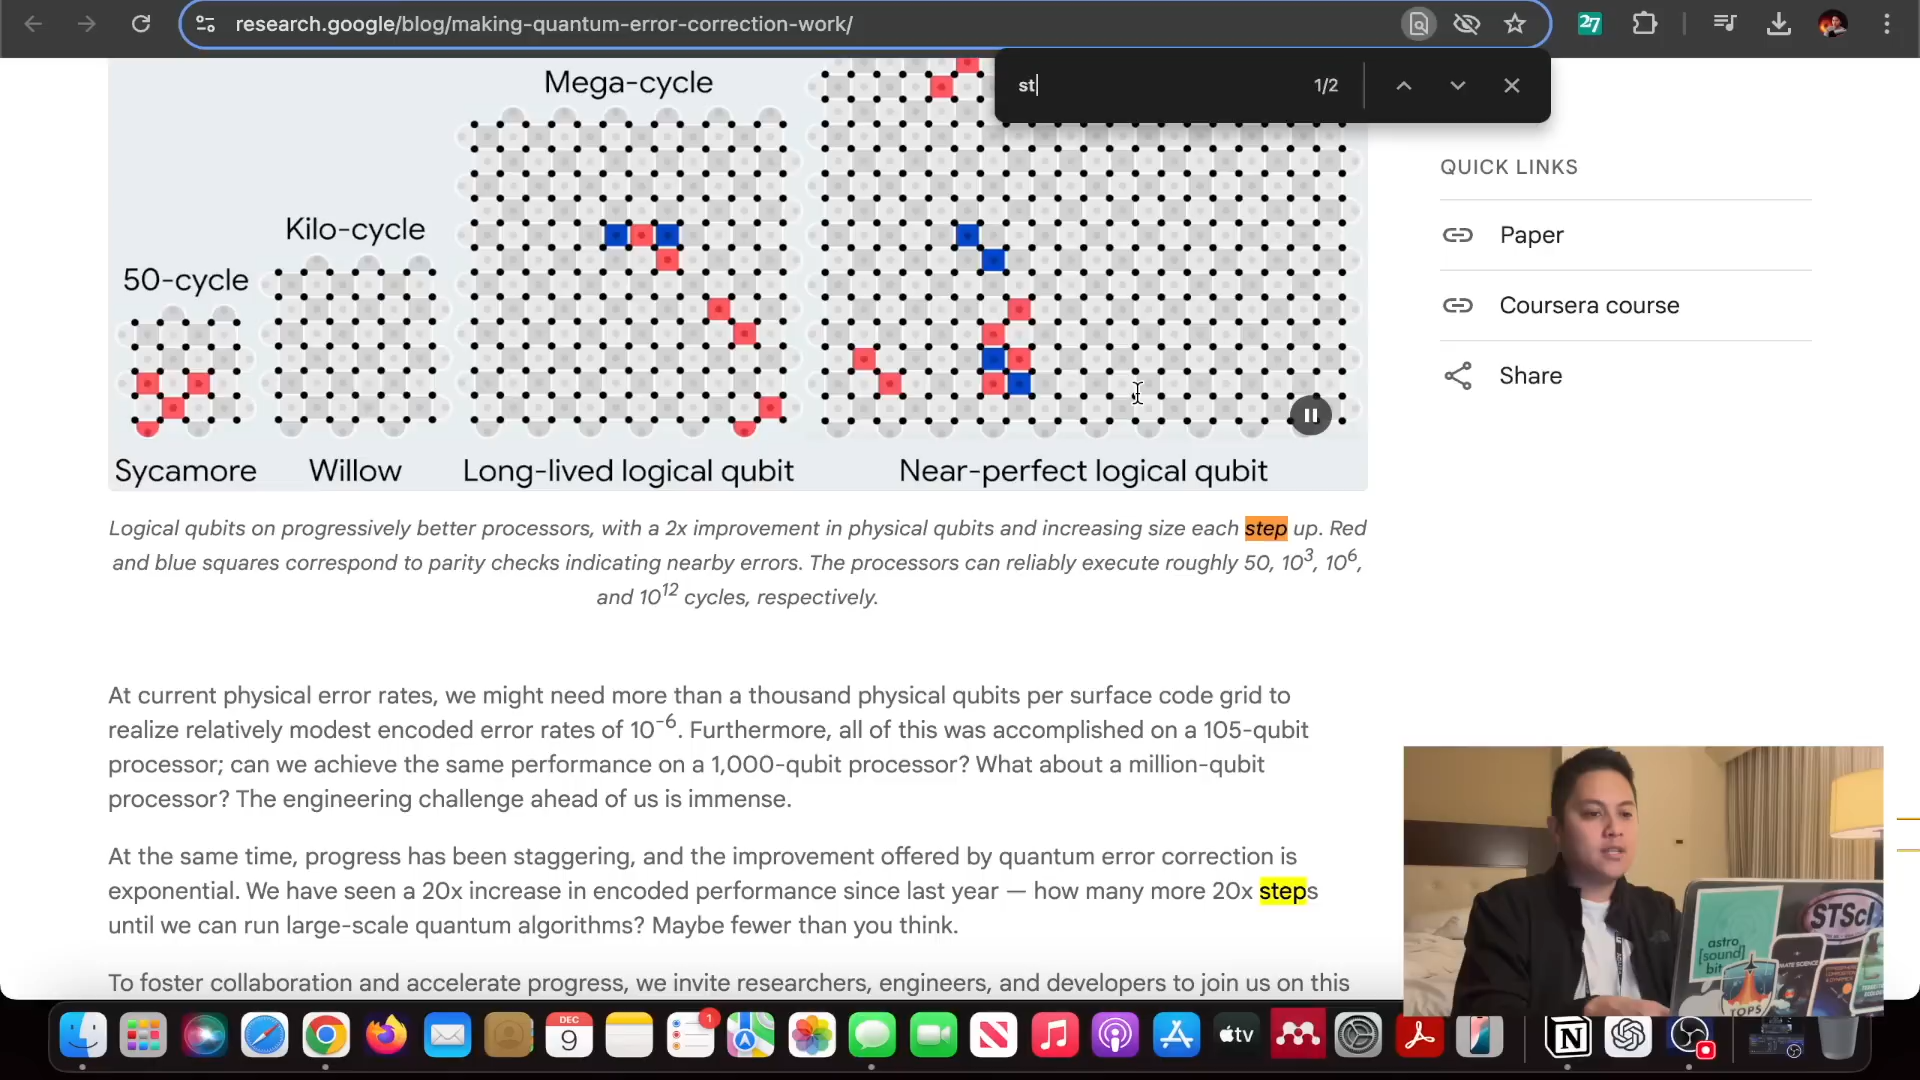 research.google/blog/making-quantum-error-correction-work/
27
st
1/2
Mega-cycle
Kilo-cycle
50-cycle
Sycamore
Willow
Long-lived logical qubit
Near-perfect logical qubit
QUICK LINKS
Paper
Coursera course
Share
Logical qubits on progressively better processors, with a 2x improvement in physical qubits and increasing size each step up. Red
and blue squares correspond to parity checks indicating nearby errors. The processors can reliably execute roughly 50, 10³, 10⁶,
and 10¹² cycles, respectively.
At current physical error rates, we might need more than a thousand physical qubits per surface code grid to
realize relatively modest encoded error rates of 10⁻⁶. Furthermore, all of this was accomplished on a 105-qubit
processor; can we achieve the same performance on a 1,000-qubit processor? What about a million-qubit
processor? The engineering challenge ahead of us is immense.
At the same time, progress has been staggering, and the improvement offered by quantum error correction is
exponential. We have seen a 20x increase in encoded performance since last year — how many more 20x steps
until we can run large-scale quantum algorithms? Maybe fewer than you think.
To foster collaboration and accelerate progress, we invite researchers, engineers, and developers to join us on this
STScI
astro
[sound]
bit
TOPS
DEC
9
1
tv